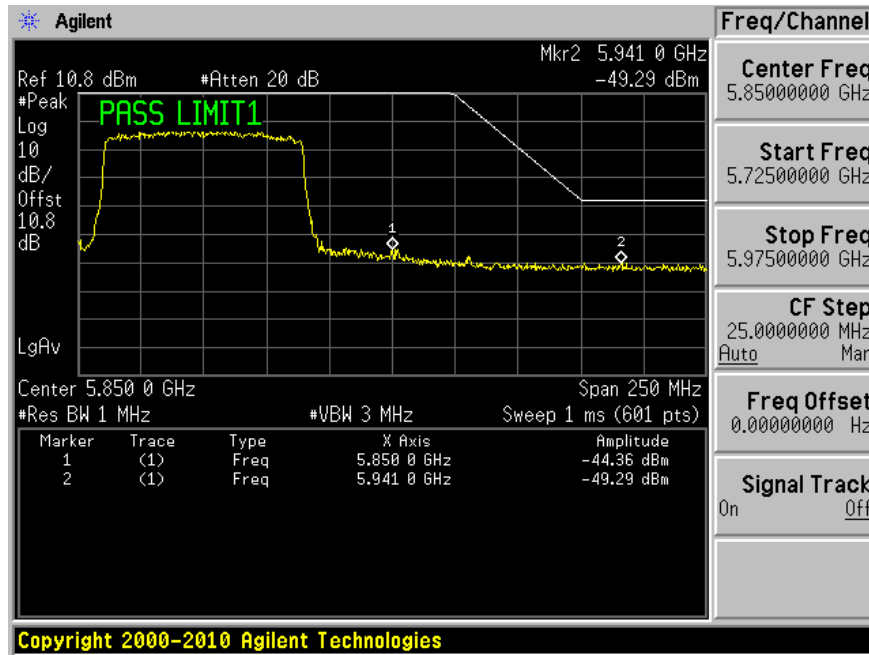 Agilent
Freq/Channel
Mkr2 5.941 0 GHz
Ref 10.8 dBm #Atten 20 dB -49.29 dBm
#Peak
Log
10
dB/
Offst
10.8
dB
PASS LIMIT1
1
2
LgAv
Center 5.850 0 GHz Span 250 MHz
#Res BW 1 MHz #VBW 3 MHz Sweep 1 ms (601 pts)
Marker Trace Type X Axis Amplitude
1 (1) Freq 5.850 0 GHz -44.36 dBm
2 (1) Freq 5.941 0 GHz -49.29 dBm
Center Freq
5.85000000 GHz
Start Freq
5.72500000 GHz
Stop Freq
5.97500000 GHz
CF Step
25.0000000 MHz
Auto Man
Freq Offset
0.00000000 Hz
Signal Track
On Off
Copyright 2000-2010 Agilent Technologies